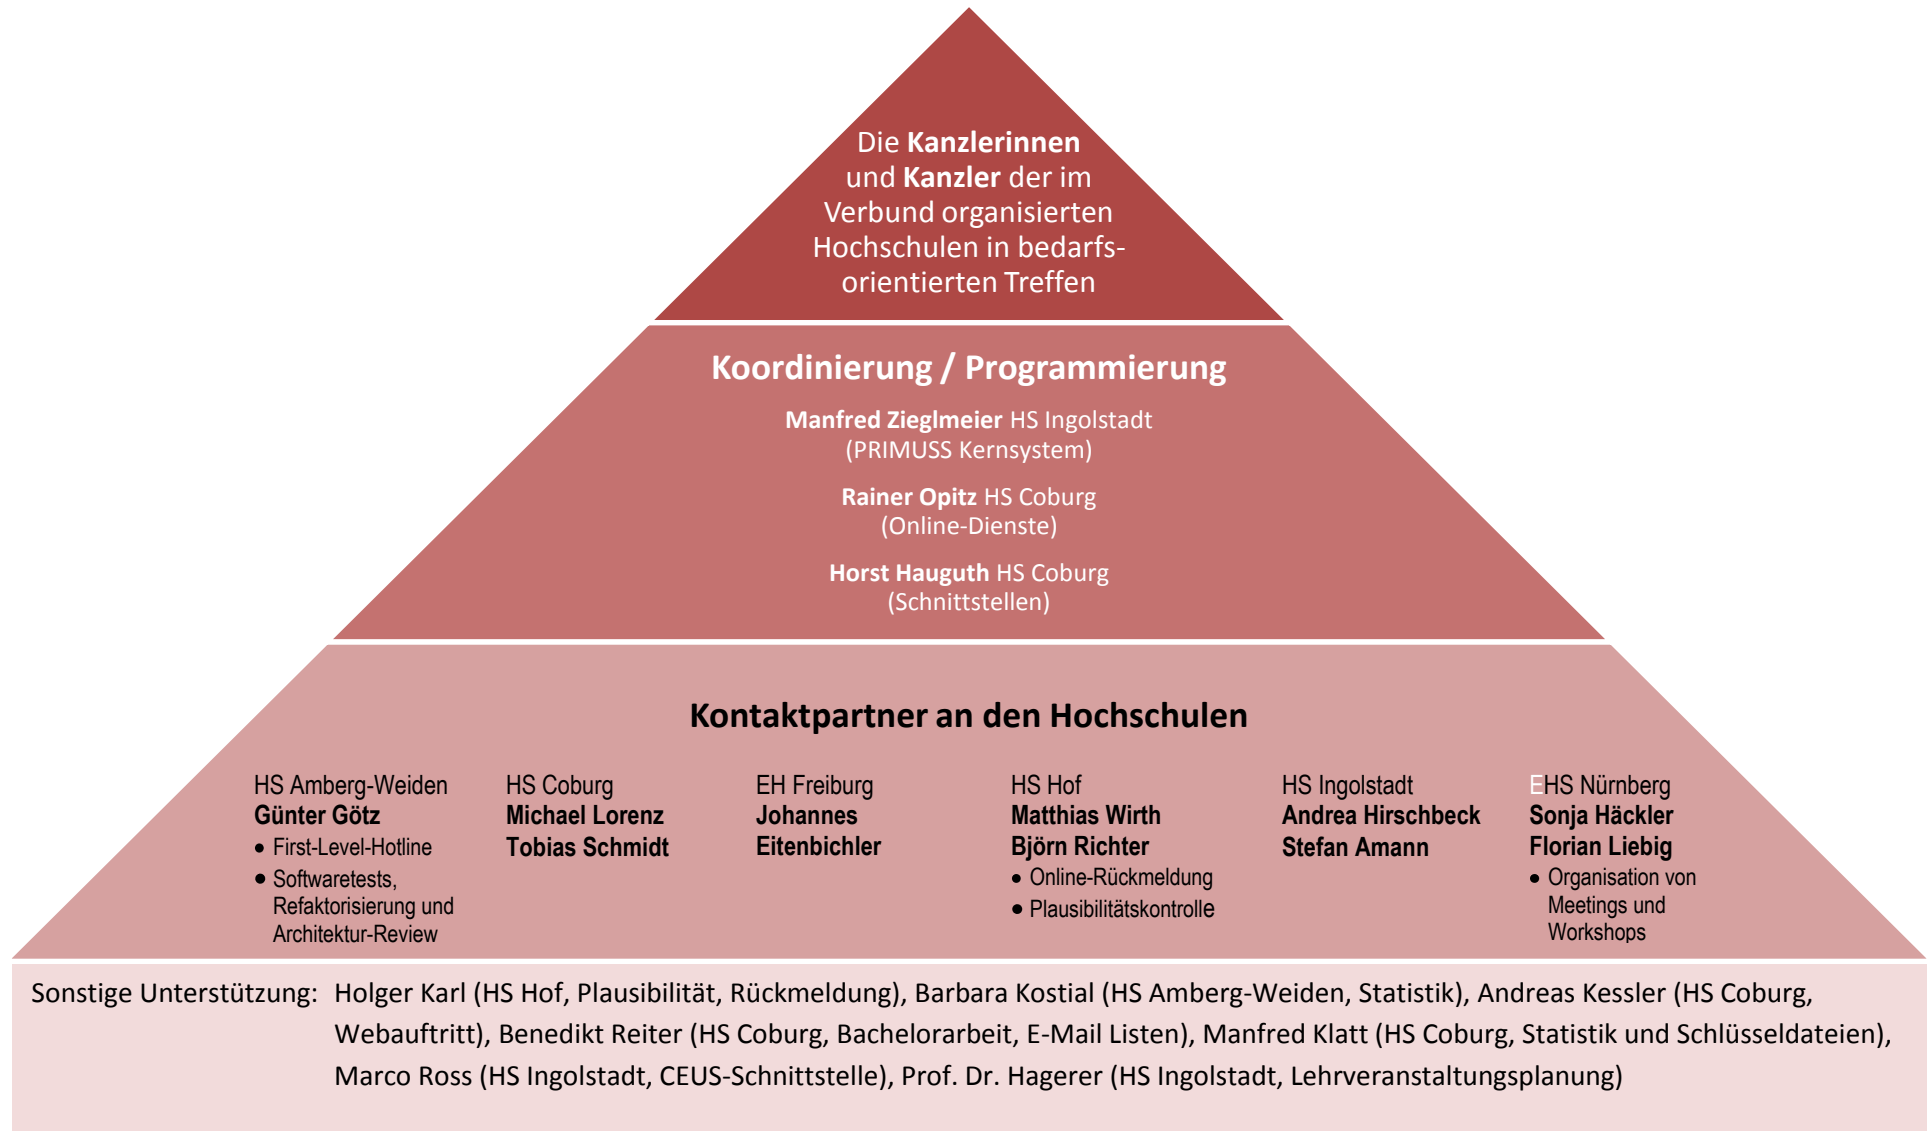 Die Kanzlerinnen
und Kanzler der im
Verbund organisierten
Hochschulen in bedarfs-
orientierten Treffen
Koordinierung / Programmierung
Manfred Zieglmeier HS Ingolstadt
(PRIMUSS Kernsystem)
Rainer Opitz HS Coburg
(Online-Dienste)
Horst Hauguth HS Coburg
(Schnittstellen)
Kontaktpartner an den Hochschulen
HS Amberg-Weiden
Günter Götz
• First-Level-Hotline
• Softwaretests,
Refaktorisierung und
Architektur-Review
HS Coburg
Michael Lorenz
Tobias Schmidt
EH Freiburg
Johannes
Eitenbichler
HS Hof
Matthias Wirth
Björn Richter
• Online-Rückmeldung
• Plausibilitätskontrolle
HS Ingolstadt
Andrea Hirschbeck
Stefan Amann
EHS Nürnberg
Sonja Häckler
Florian Liebig
• Organisation von
Meetings und
Workshops
Sonstige Unterstützung: Holger Karl (HS Hof, Plausibilität, Rückmeldung), Barbara Kostial (HS Amberg-Weiden, Statistik), Andreas Kessler (HS Coburg,
Webauftritt), Benedikt Reiter (HS Coburg, Bachelorarbeit, E-Mail Listen), Manfred Klatt (HS Coburg, Statistik und Schlüsseldateien),
Marco Ross (HS Ingolstadt, CEUS-Schnittstelle), Prof. Dr. Hagerer (HS Ingolstadt, Lehrveranstaltungsplanung)